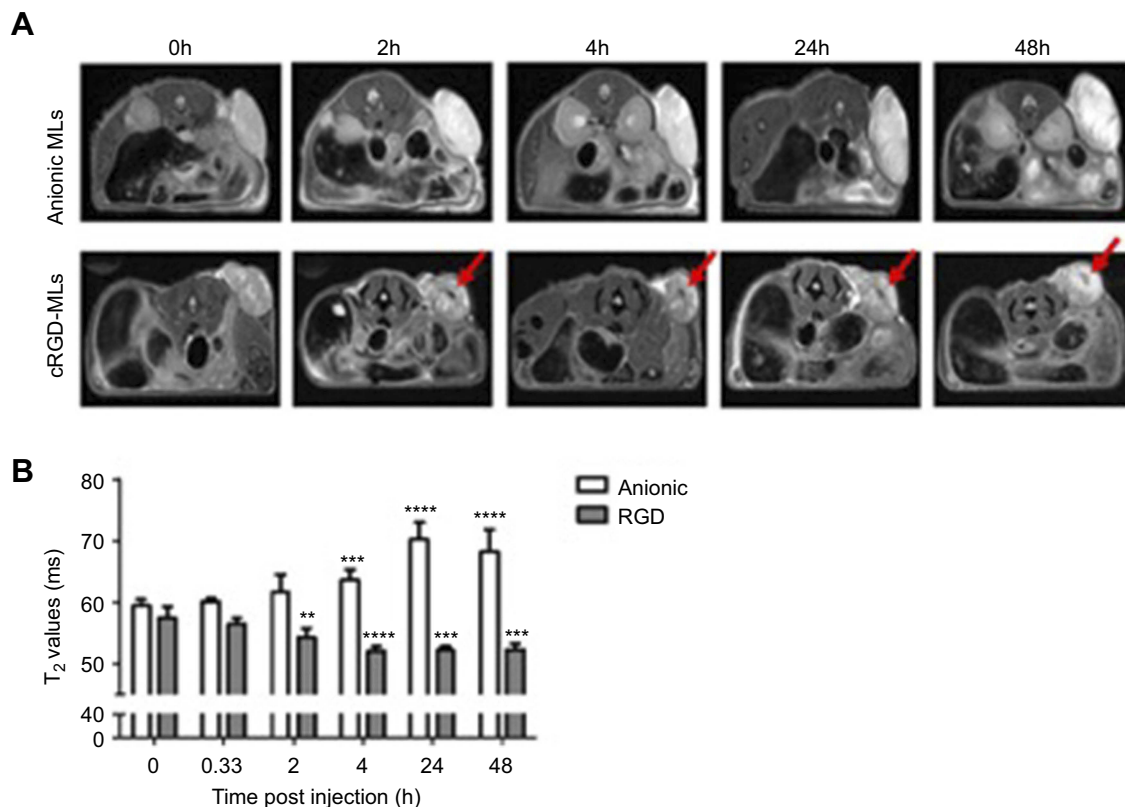 A
0h 2h 4h 24h 48h
Anionic MLs
cRGD-MLs
B
80
70
60
50
40
0
T2 values (ms)
**** **** *** ** **** *** ***
Anionic
RGD
0 0.33 2 4 24 48
Time post injection (h)